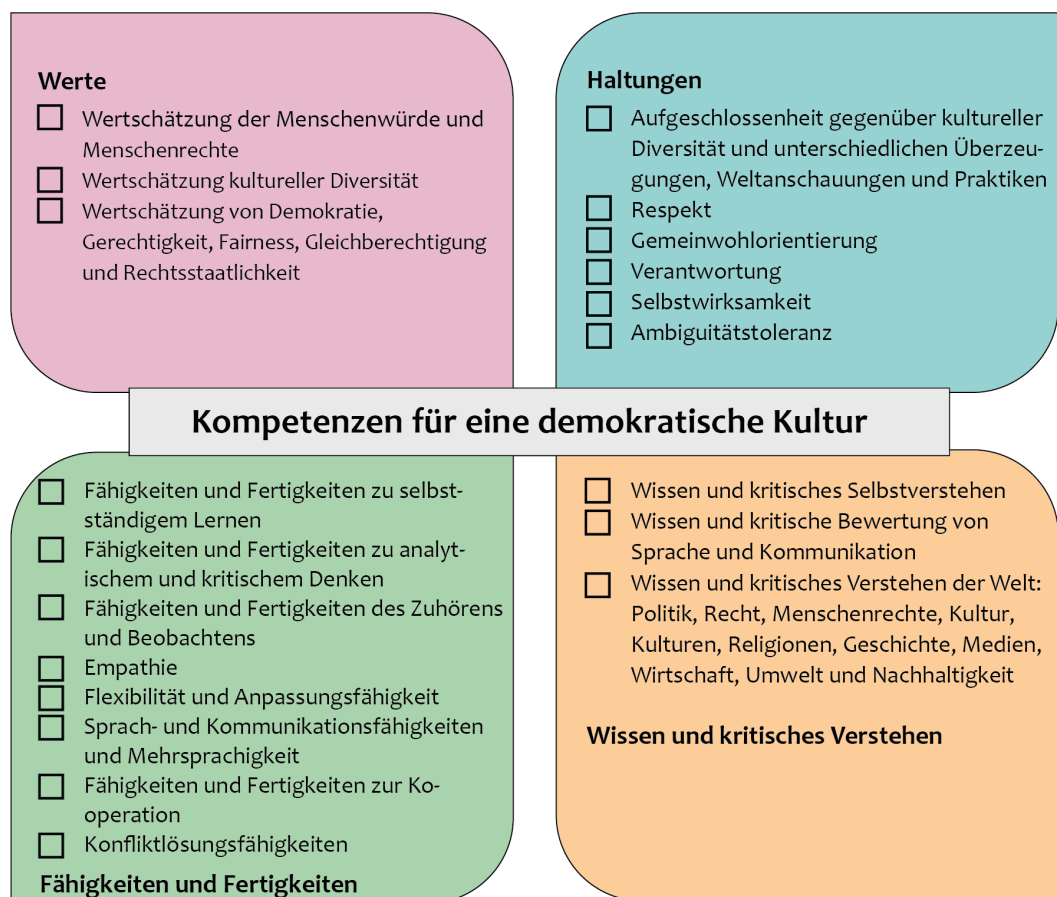 Werte
Wertschätzung der Menschenwürde und
Menschenrechte
Wertschätzung kultureller Diversität
Wertschätzung von Demokratie,
Gerechtigkeit, Fairness, Gleichberechtigung
und Rechtsstaatlichkeit
Haltungen
Aufgeschlossenheit gegenüber kultureller
Diversität und unterschiedlichen Überzeu-
gungen, Weltanschauungen und Praktiken
Respekt
Gemeinwohlorientierung
Verantwortung
Selbstwirksamkeit
Ambiguitätstoleranz
Kompetenzen für eine demokratische Kultur
Fähigkeiten und Fertigkeiten zu selbst-
ständigem Lernen
Fähigkeiten und Fertigkeiten zu analyt-
ischem und kritischem Denken
Fähigkeiten und Fertigkeiten des Zuhörens
und Beobachtens
Empathie
Flexibilität und Anpassungsfähigkeit
Sprach- und Kommunikationsfähigkeiten
und Mehrsprachigkeit
Fähigkeiten und Fertigkeiten zur Ko-
operation
Konfliktlösungsfähigkeiten
Fähigkeiten und Fertigkeiten
Wissen und kritisches Selbstverstehen
Wissen und kritische Bewertung von
Sprache und Kommunikation
Wissen und kritisches Verstehen der Welt:
Politik, Recht, Menschenrechte, Kultur,
Kulturen, Religionen, Geschichte, Medien,
Wirtschaft, Umwelt und Nachhaltigkeit
Wissen und kritisches Verstehen